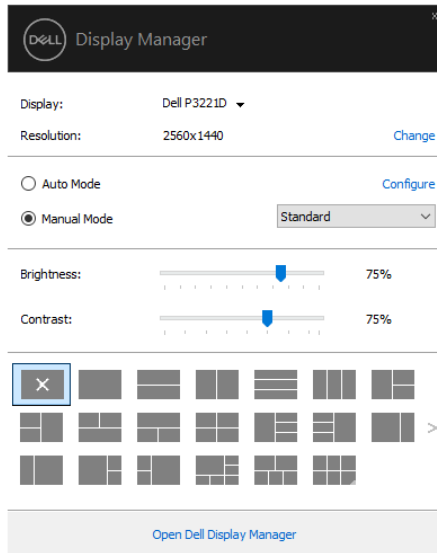 DELL Display Manager
Display: Dell P3221D
Resolution: 2560x1440 Change
Auto Mode Configure
Manual Mode Standard
Brightness: 75%
Contrast: 75%
Open Dell Display Manager